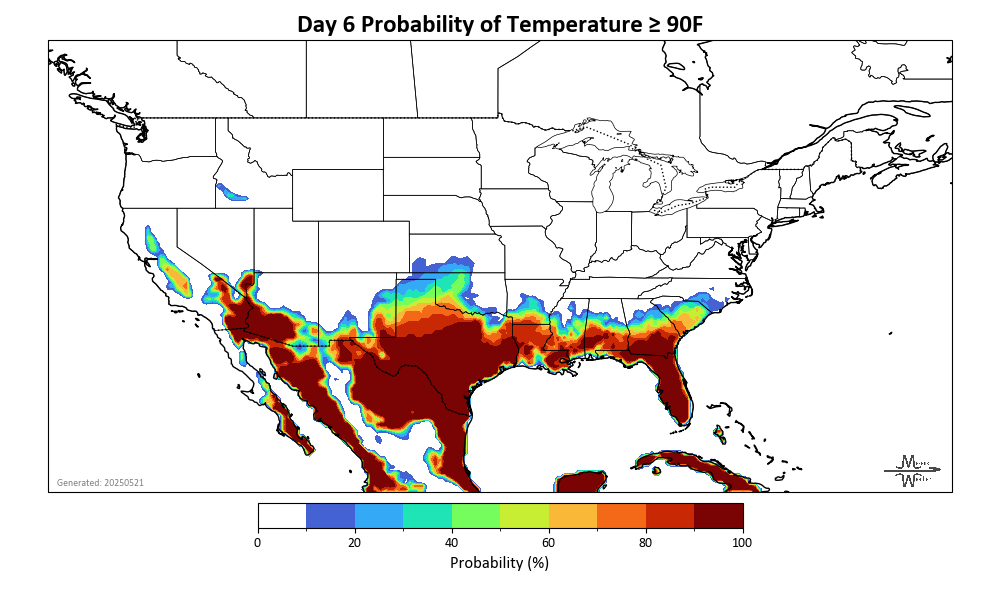 Day 6 Probability of Temperature ≥ 90F
Generated: 20250521
0 20 40 60 80 100
Probability (%)